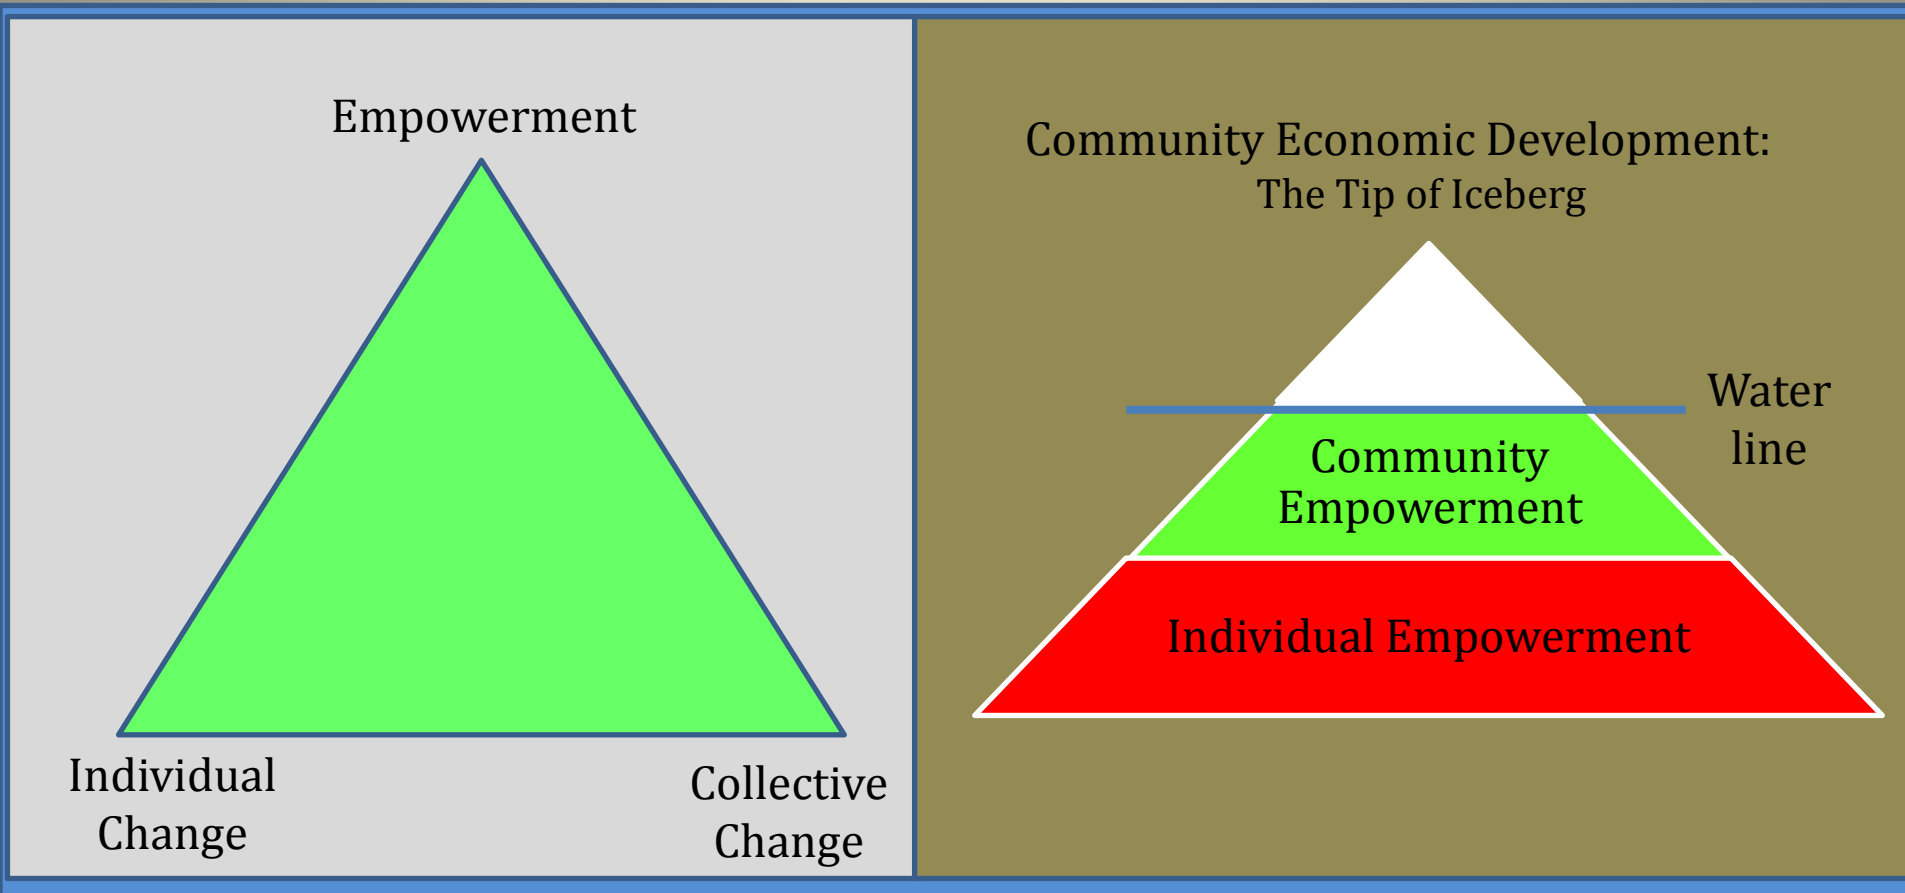 Empowerment
Individual
Change
Collective
Change
Community Economic Development:
The Tip of Iceberg
Water
line
Community
Empowerment
Individual Empowerment